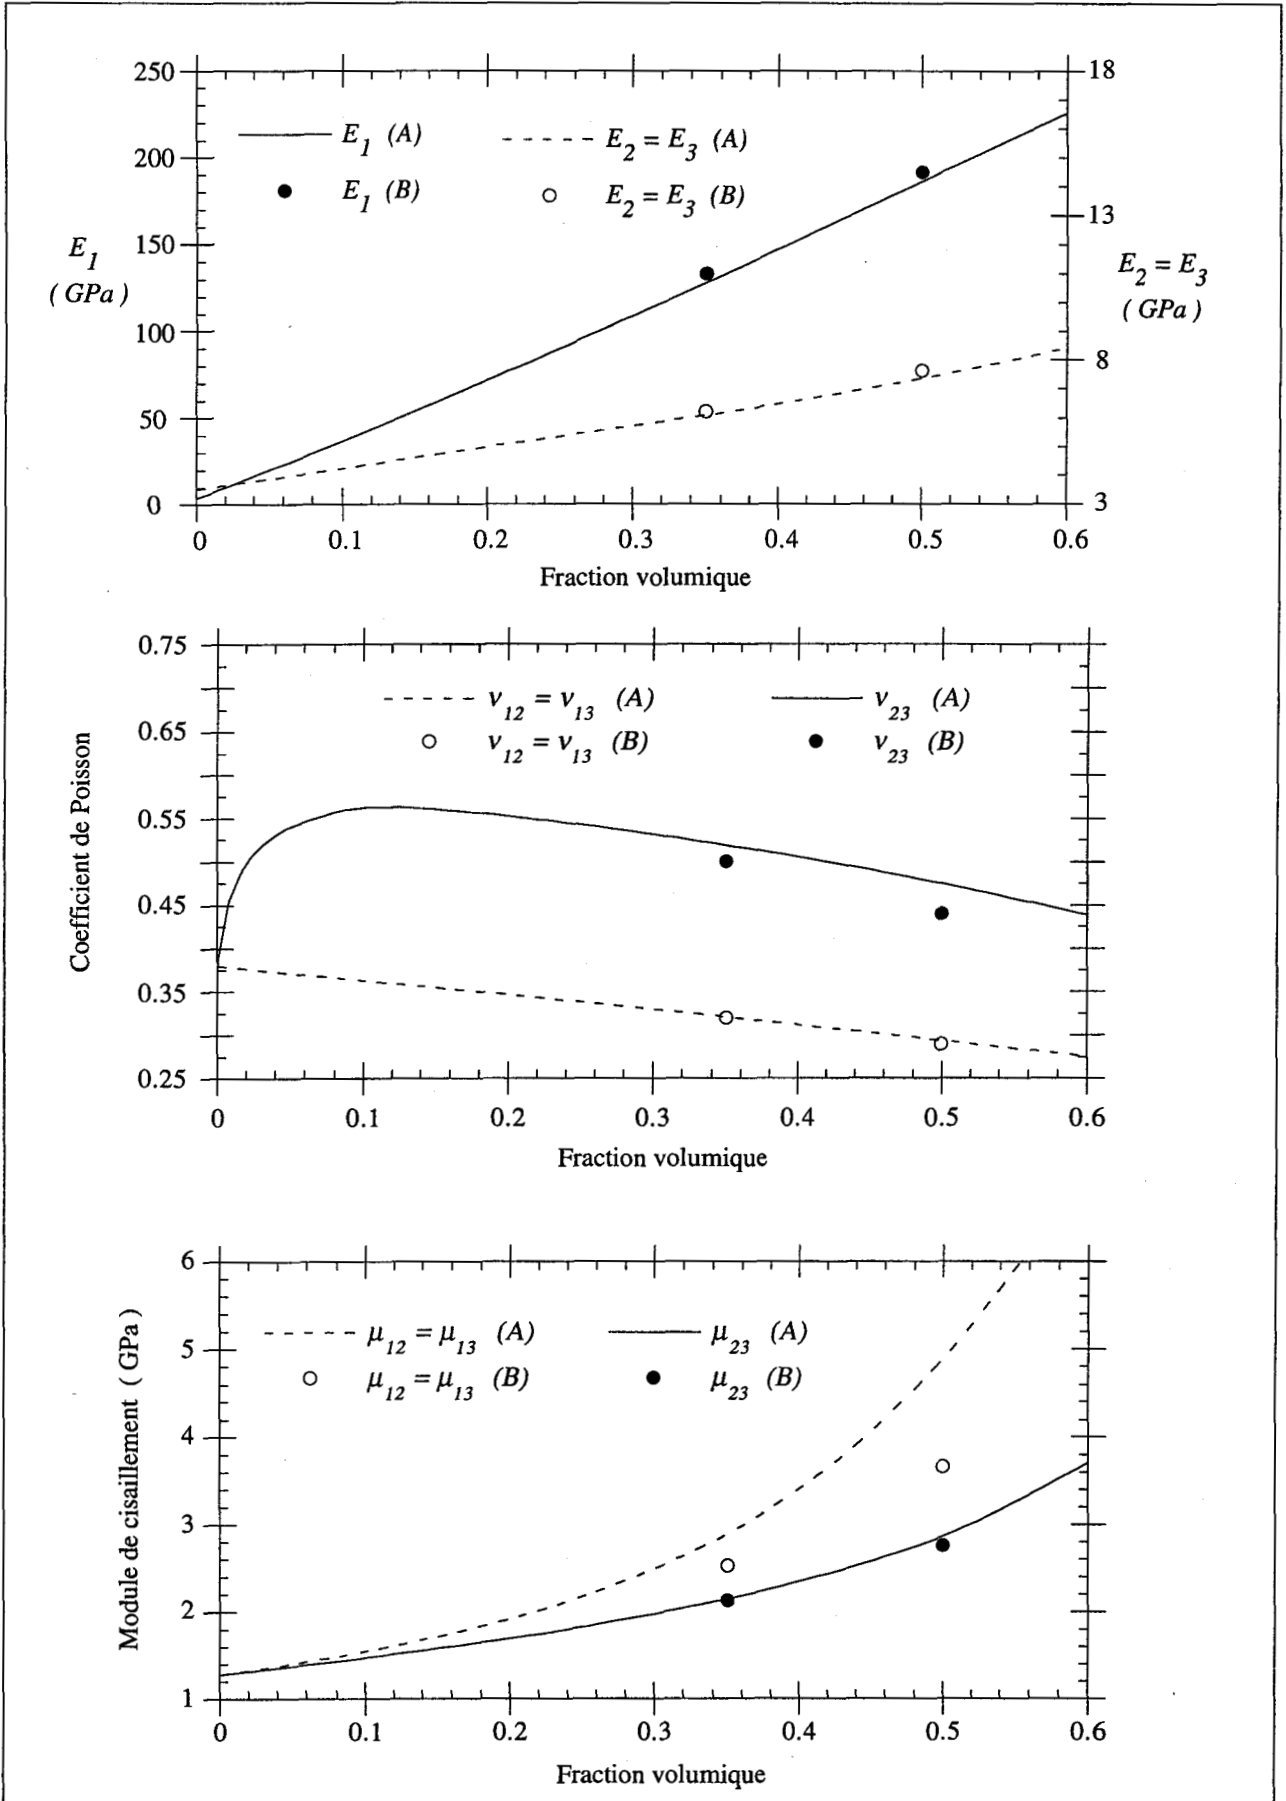 250
18
E1 (A)
E2 = E3 (A)
200
E1 (B)
E2 = E3 (B)
13
E1
150
E2 = E3
( GPa )
( GPa )
100
8
50
0
3
0 0.1 0.2 0.3 0.4 0.5 0.6
Fraction volumique
0.75
ν12 = ν13 (A)
ν23 (A)
0.65
ν12 = ν13 (B)
ν23 (B)
Coefficient de Poisson
0.55
0.45
0.35
0.25
0 0.1 0.2 0.3 0.4 0.5 0.6
Fraction volumique
6
μ12 = μ13 (A)
μ23 (A)
5
μ12 = μ13 (B)
μ23 (B)
Module de cisaillement ( GPa )
4
3
2
1
0 0.1 0.2 0.3 0.4 0.5 0.6
Fraction volumique